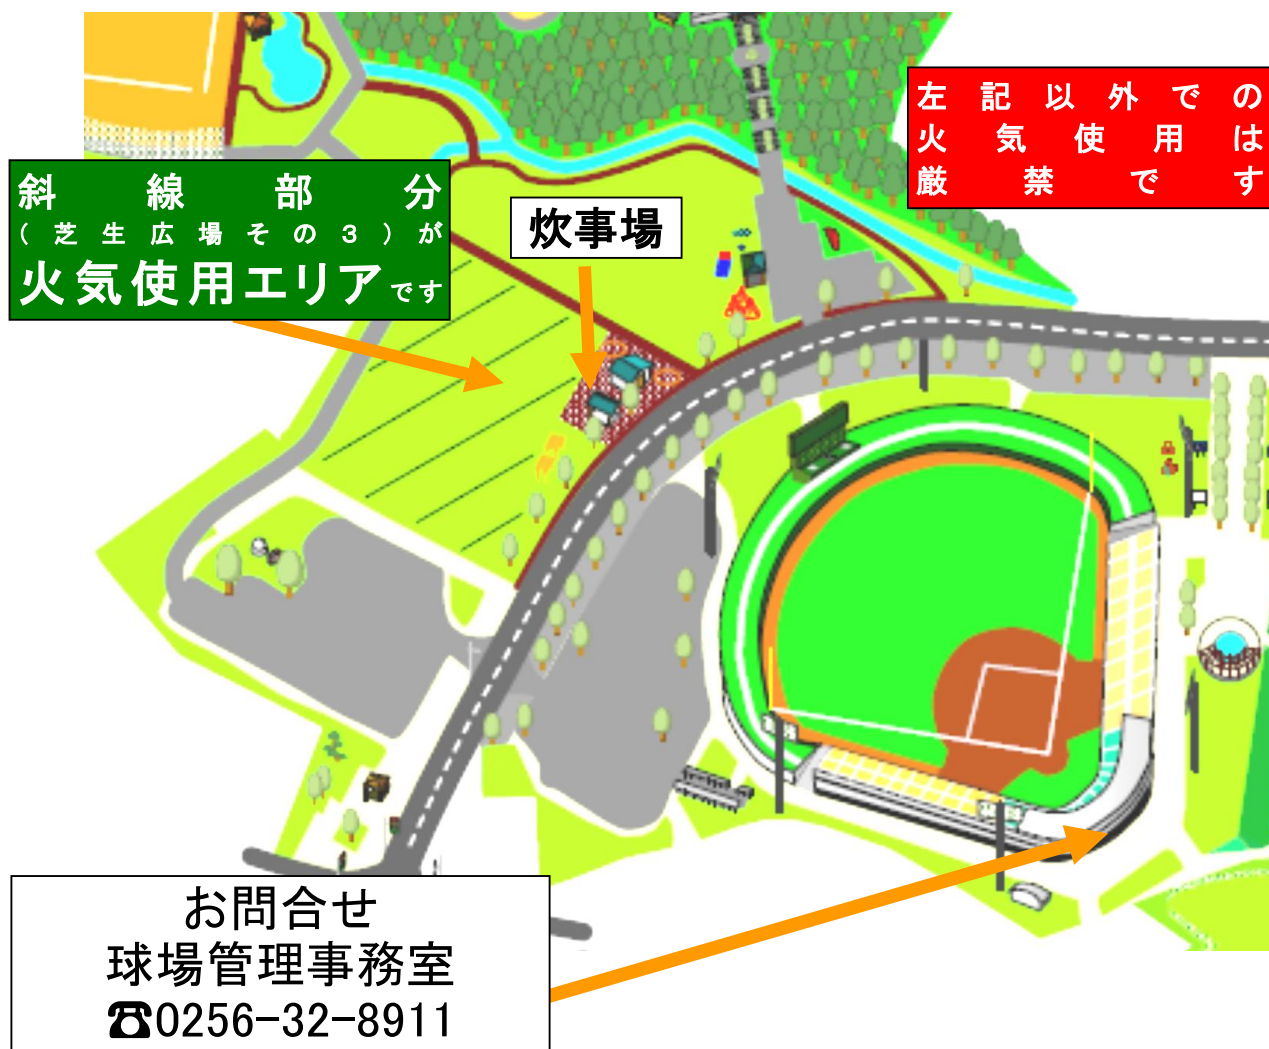 左記以外での
火気使用は
厳禁です
斜線部分
(芝生広場その3)が
火気使用エリアです
炊事場
お問合せ
球場管理事務室
☎0256-32-8911